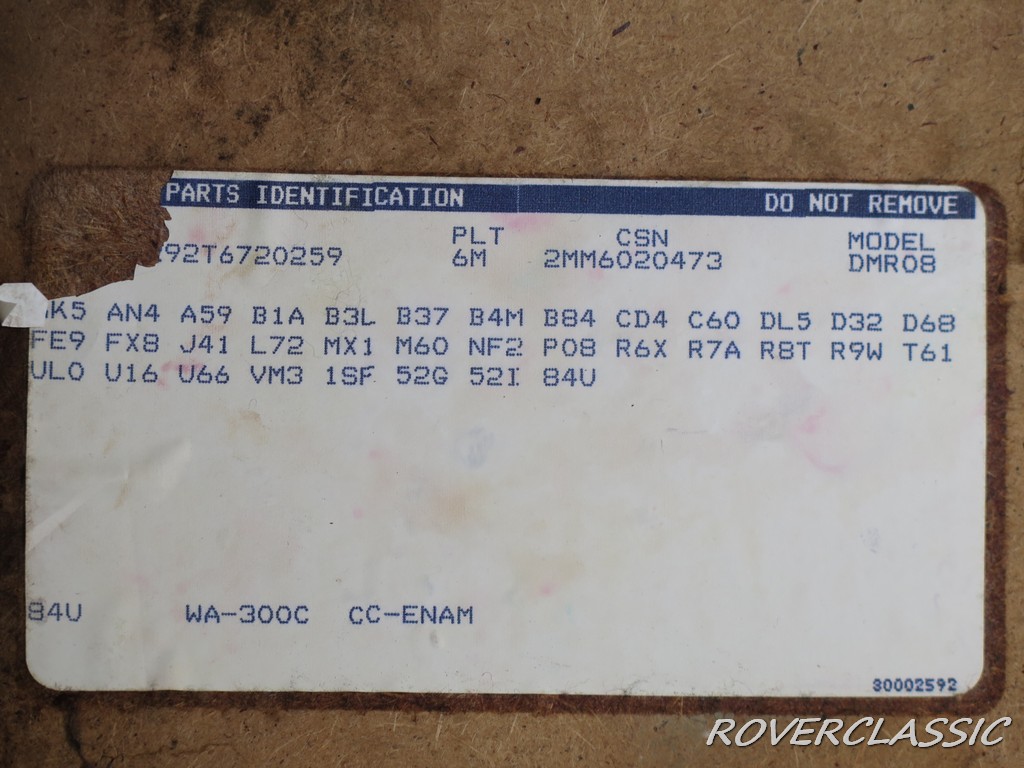 PARTS IDENTIFICATION DO NOT REMOVE
PLT CSN MODEL
92T6720259 6M 2MM6020473 DMR08
K5 AN4 A59 B1A B3L B37 B4M B84 CD4 C60 DL5 D32 D68
FE9 FX8 J41 L72 MX1 M60 NF2 P08 R6X R7A R8T R9W T61
UL0 U16 U66 VM3 1SF 52G 52I 84U
84U WA-300C CC-ENAM
30002592
ROVERCLASSIC